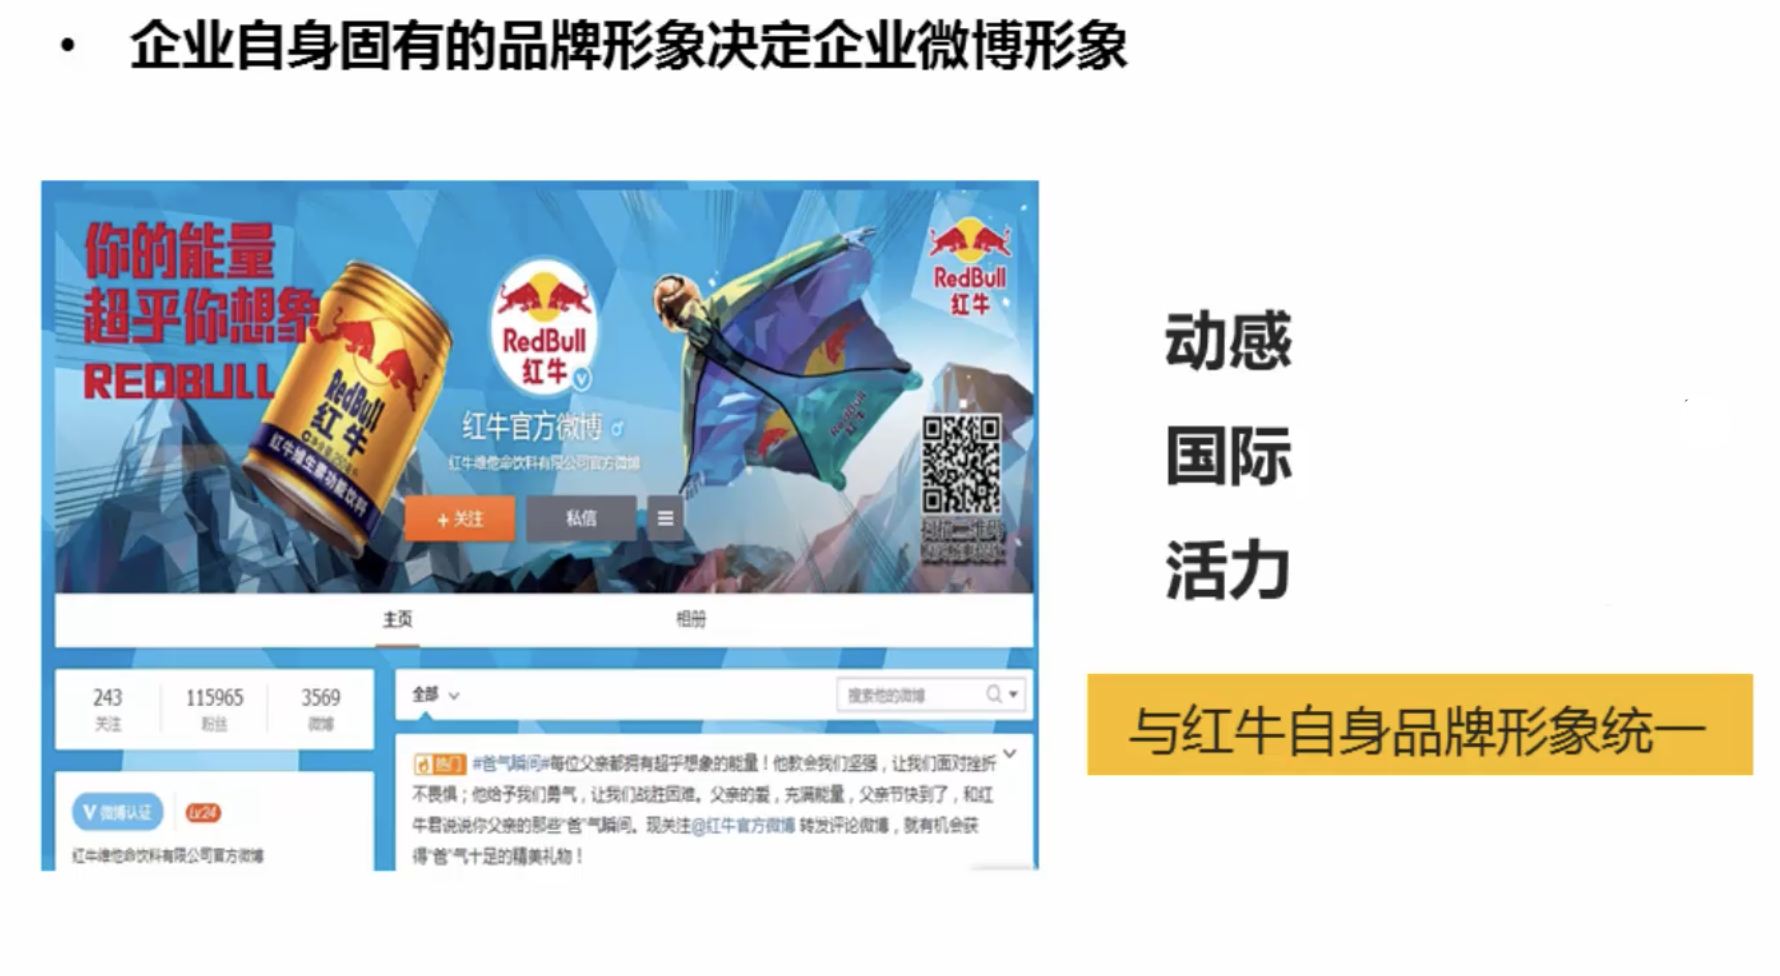 • 企业自身固有的品牌形象决定企业微博形象
你的能量
超乎你想象
REDBULL
RedBull
红牛
红牛维生素功能饮料
RedBull
红牛
V
红牛官方微博 ♂
红牛维他命饮料有限公司官方微博
+关注
私信
RedBull
红牛
RedBull
主页
相册
243
关注
115965
粉丝
3569
微博
V 微博认证
Lv24
红牛维他命饮料有限公司官方微博
全部
搜索他的微博
热门 #爸气瞬间#每位父亲都拥有超乎想象的能量！他教会我们坚强，让我们面对挫折
不畏惧；他给予我们勇气，让我们战胜困难。父亲的爱，充满能量，父亲节快到了，和红
牛君说说你父亲的那些“爸”气瞬间。现关注@红牛官方微博 转发评论微博，就有机会获
得“爸”气十足的精美礼物！
动感
国际
活力
与红牛自身品牌形象统一